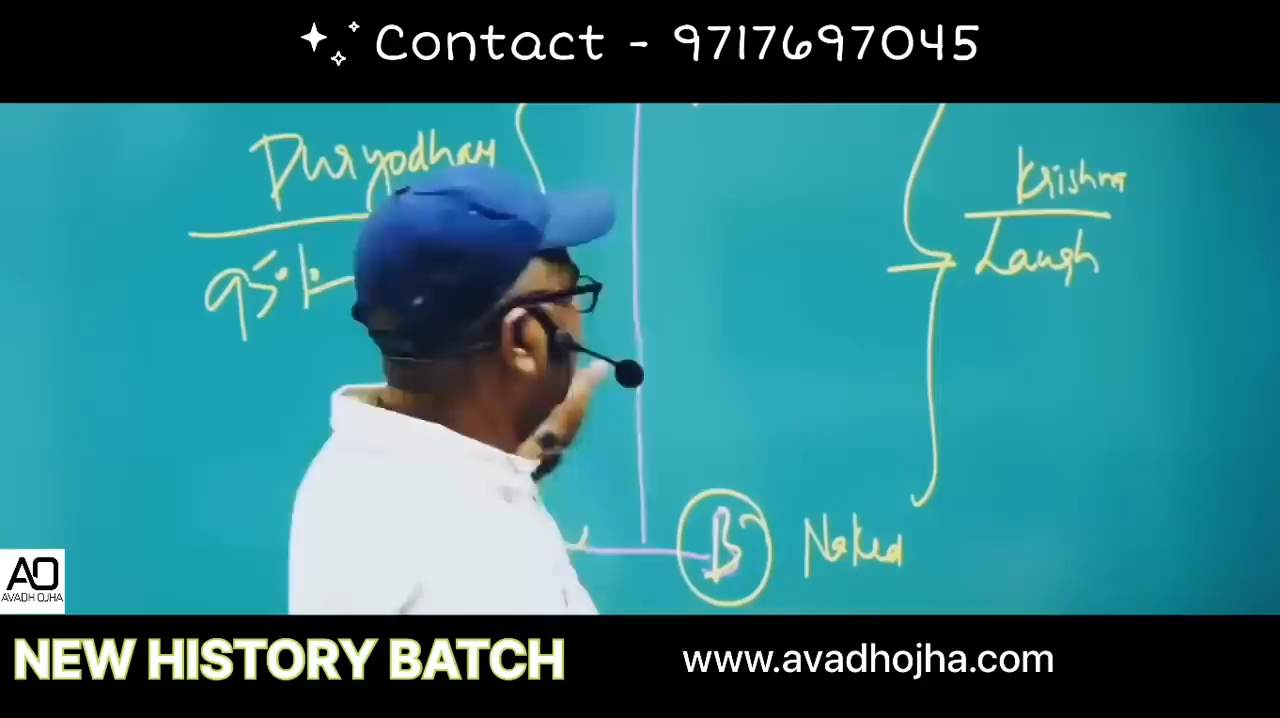 Contact - 9717697045
Duryodhan
95%
Krishna
Laugh
B
Naked
AO
AVADH OJHA
NEW HISTORY BATCH
www.avadhojha.com